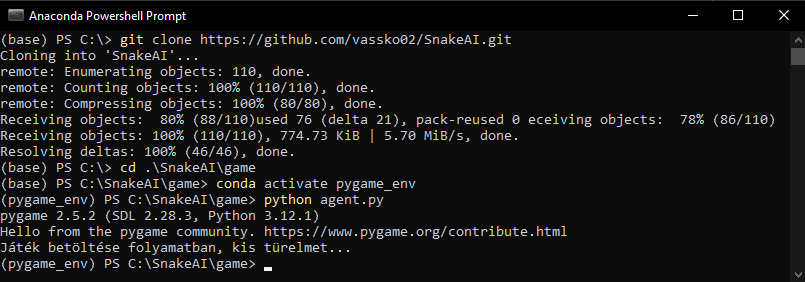 Anaconda Powershell Prompt
(base) PS C:\> git clone https://github.com/vassko02/SnakeAI.git
Cloning into 'SnakeAI'...
remote: Enumerating objects: 110, done.
remote: Counting objects: 100% (110/110), done.
remote: Compressing objects: 100% (80/80), done.
Receiving objects:  80% (88/110)used 76 (delta 21), pack-reused 0 eceiving objects:  78% (86/110)
Receiving objects: 100% (110/110), 774.73 KiB | 5.70 MiB/s, done.
Resolving deltas: 100% (46/46), done.
(base) PS C:\> cd .\SnakeAI\game
(base) PS C:\SnakeAI\game> conda activate pygame_env
(pygame_env) PS C:\SnakeAI\game> python agent.py
pygame 2.5.2 (SDL 2.28.3, Python 3.12.1)
Hello from the pygame community. https://www.pygame.org/contribute.html
Játék betöltése folyamatban, kis türelmet...
(pygame_env) PS C:\SnakeAI\game>